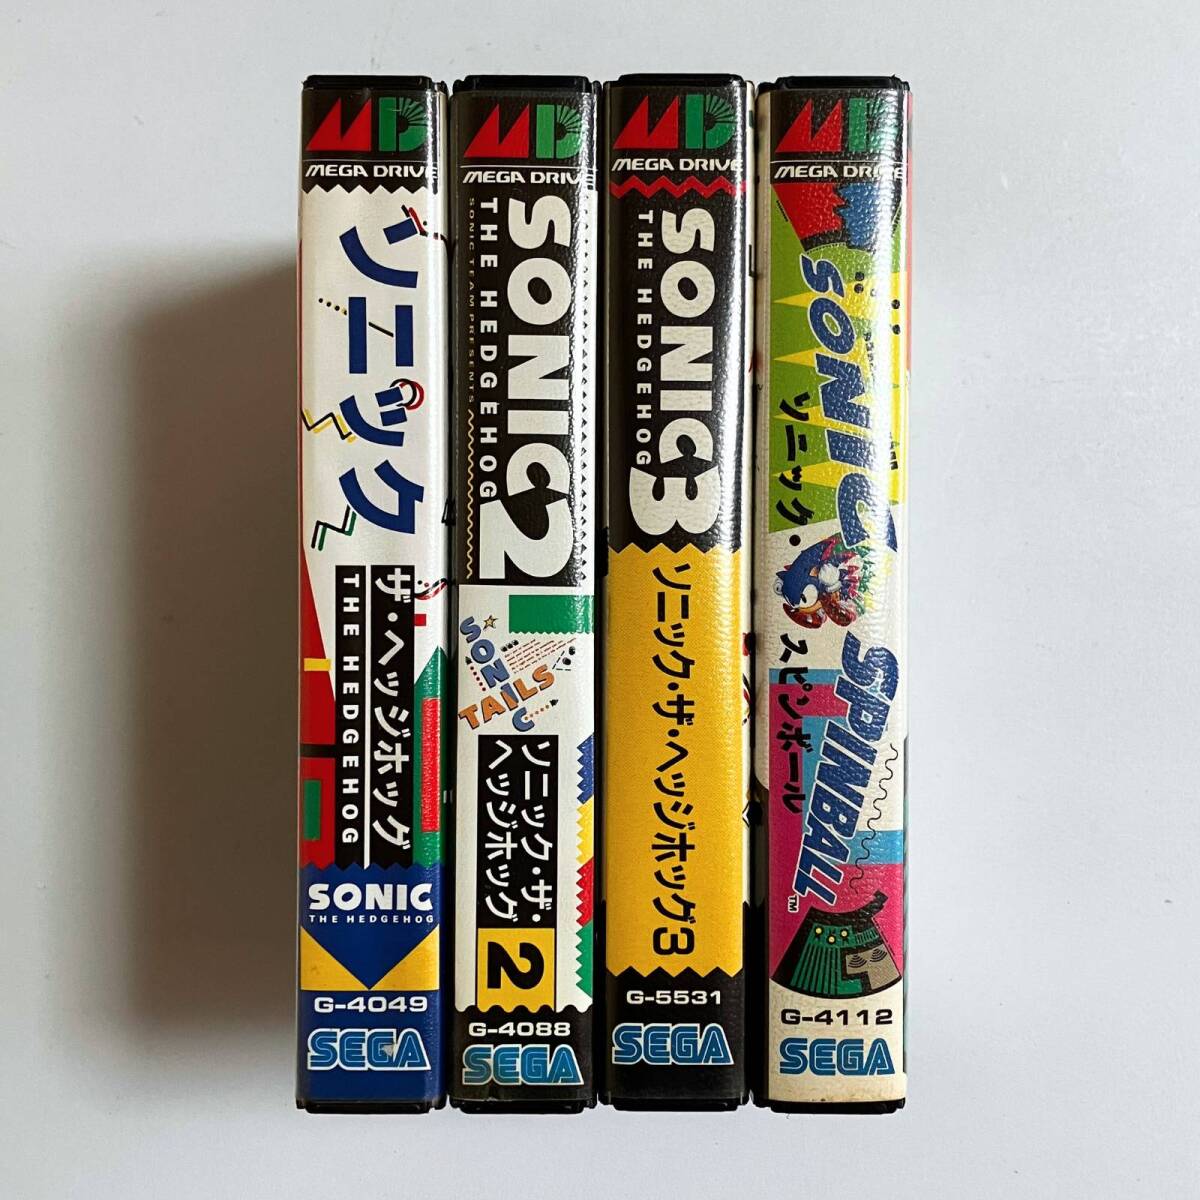 MD
MEGA DRIVE
ソニック
ザ・ヘッジホッグ
THE HEDGEHOG
SONIC
THE HEDGEHOG
G-4049
SEGA
MD
MEGA DRIVE
SONIC
THE HEDGEHOG
SONIC TEAM PRESENTS
2
SONIC
TAILS
ソニック・ザ・
ヘッジホッグ
2
G-4088
SEGA
MD
MEGA DRIVE
SONIC
THE HEDGEHOG
3
ソニック・ザ・ヘッジホッグ3
G-5531
SEGA
MD
MEGA DRIVE
SONIC
ソニック・
SPINBALL
TM
スピンボール
G-4112
SEGA